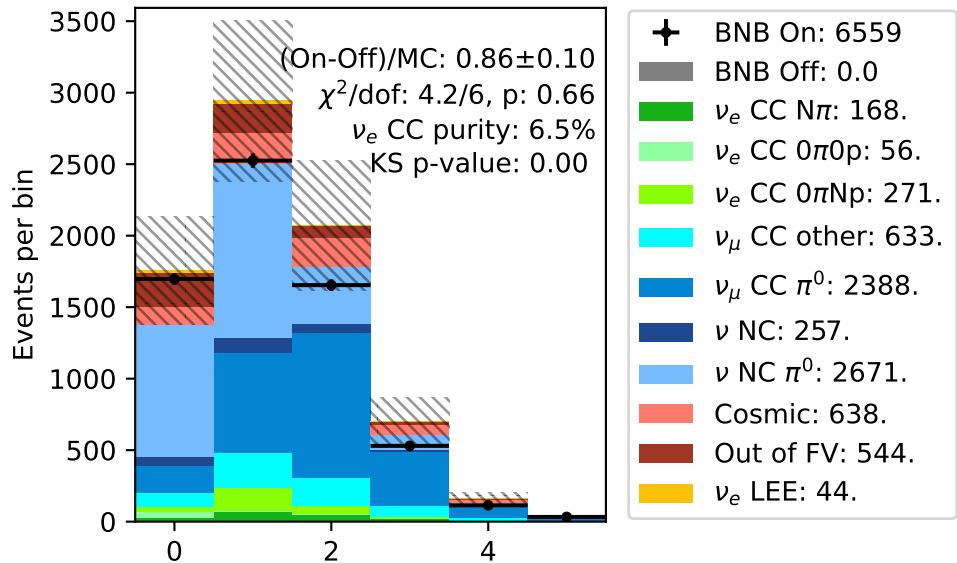 3500
3000
2500
2000
1500
1000
500
0
Events per bin
0
2
4
(On-Off)/MC: 0.86±0.10
χ²/dof: 4.2/6, p: 0.66
νₑ CC purity: 6.5%
KS p-value: 0.00
BNB On: 6559
BNB Off: 0.0
νₑ CC Nπ: 168.
νₑ CC 0π0p: 56.
νₑ CC 0πNp: 271.
ν_μ CC other: 633.
ν_μ CC π⁰: 2388.
ν NC: 257.
ν NC π⁰: 2671.
Cosmic: 638.
Out of FV: 544.
νₑ LEE: 44.